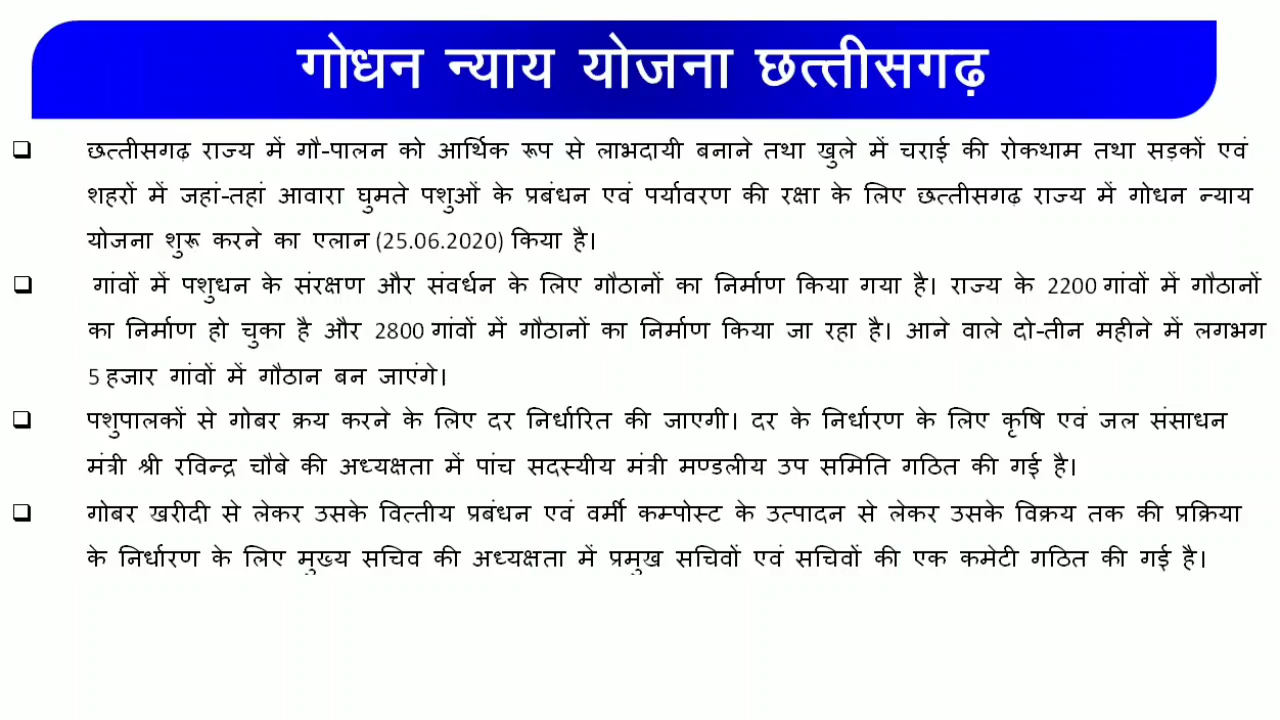 गोधन न्याय योजना छत्तीसगढ़
❑ छत्तीसगढ़ राज्य में गौ-पालन को आर्थिक रूप से लाभदायी बनाने तथा खुले में चराई की रोकथाम तथा सड़कों एवं
शहरों में जहां-तहां आवारा घुमते पशुओं के प्रबंधन एवं पर्यावरण की रक्षा के लिए छत्तीसगढ़ राज्य में गोधन न्याय
योजना शुरू करने का एलान (25.06.2020) किया है।
❑ गांवों में पशुधन के संरक्षण और संवर्धन के लिए गौठानों का निर्माण किया गया है। राज्य के 2200 गांवों में गौठानों
का निर्माण हो चुका है और 2800 गांवों में गौठानों का निर्माण किया जा रहा है। आने वाले दो-तीन महीने में लगभग
5 हजार गांवों में गौठान बन जाएंगे।
❑ पशुपालकों से गोबर क्रय करने के लिए दर निर्धारित की जाएगी। दर के निर्धारण के लिए कृषि एवं जल संसाधन
मंत्री श्री रविन्द्र चौबे की अध्यक्षता में पांच सदस्यीय मंत्री मण्डलीय उप समिति गठित की गई है।
❑ गोबर खरीदी से लेकर उसके वित्तीय प्रबंधन एवं वर्मी कम्पोस्ट के उत्पादन से लेकर उसके विक्रय तक की प्रक्रिया
के निर्धारण के लिए मुख्य सचिव की अध्यक्षता में प्रमुख सचिवों एवं सचिवों की एक कमेटी गठित की गई है।